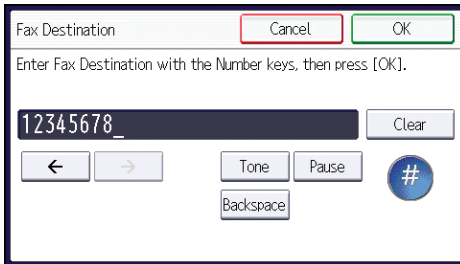 Fax Destination Cancel OK
Enter Fax Destination with the Number keys, then press [OK].
12345678_ Clear
← → Tone Pause #
Backspace